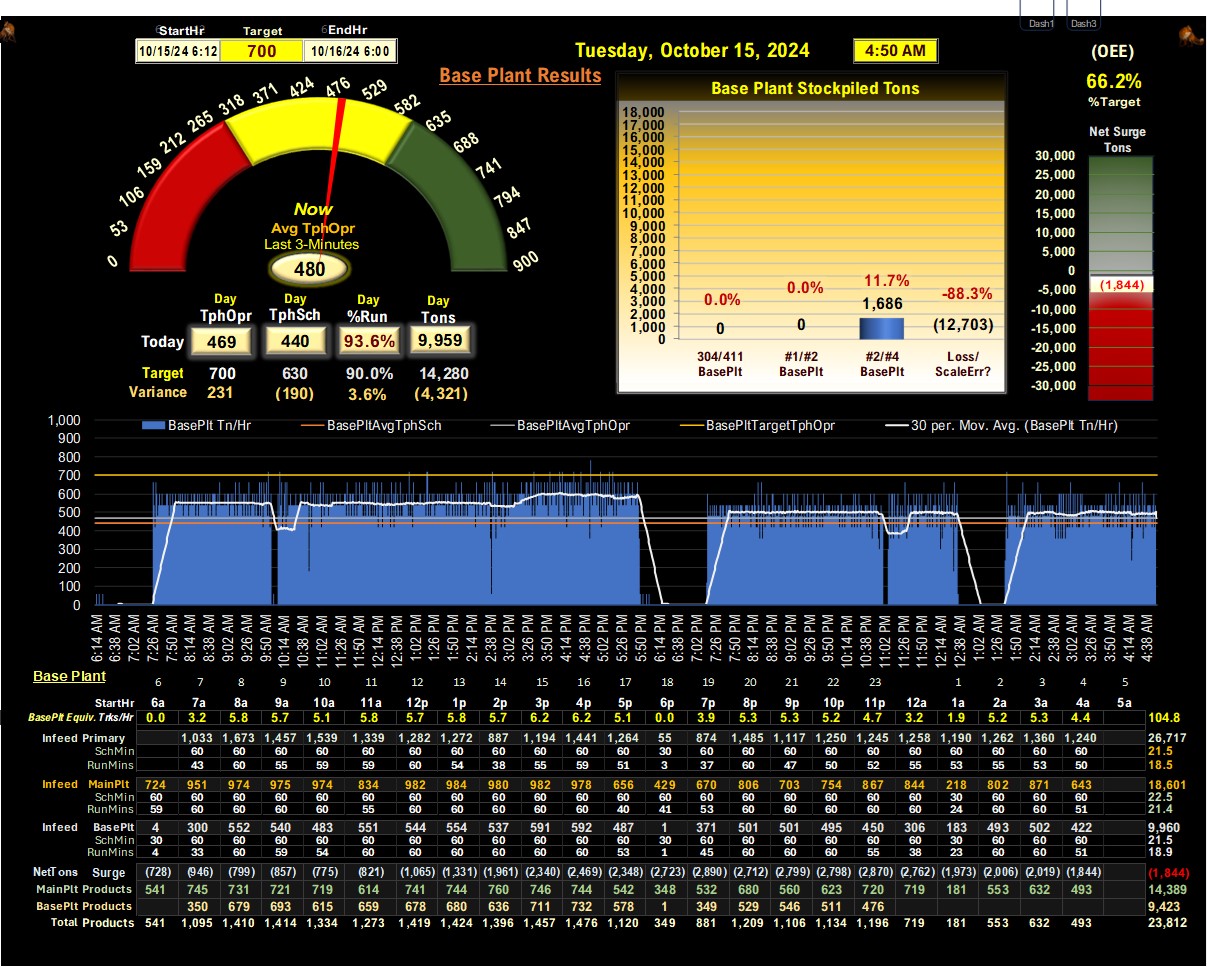 Dash1 Dash3
StartHr Target EndHr
10/15/24 6:12 700 10/16/24 6:00
Tuesday, October 15, 2024 4:50 AM
(OEE)
66.2%
%Target
Base Plant Results
Base Plant Stockpiled Tons
0 53 106 159 212 265 318 371 424 476 529 582 635 688 741 794 847 900
Now
Avg TphOpr
Last 3-Minutes
480
Day TphOpr Day TphSch Day %Run Day Tons
Today 469 440 93.6% 9,959
Target 700 630 90.0% 14,280
Variance 231 (190) 3.6% (4,321)
18,000
17,000
16,000
15,000
14,000
13,000
12,000
11,000
10,000
9,000
8,000
7,000
6,000
5,000
4,000
3,000
2,000
1,000
0
0.0% 0.0% 11.7% -88.3%
0 0 1,686 (12,703)
304/411 #1/#2 #2/#4 Loss/
BasePlt BasePlt BasePlt ScaleErr?
Net Surge
Tons
30,000
25,000
20,000
15,000
10,000
5,000
0
(1,844)
-5,000
-10,000
-15,000
-20,000
-25,000
-30,000
BasePlt Tn/Hr BasePltAvgTphSch BasePltAvgTphOpr BasePltTargetTphOpr 30 per. Mov. Avg. (BasePlt Tn/Hr)
1,000
900
800
700
600
500
400
300
200
100
0
6:14 AM 6:38 AM 7:02 AM 7:26 AM 7:50 AM 8:14 AM 8:38 AM 9:02 AM 9:26 AM 9:50 AM 10:14 AM 10:38 AM 11:02 AM 11:26 AM 11:50 AM 12:14 PM 12:38 PM 1:02 PM 1:26 PM 1:50 PM 2:14 PM 2:38 PM 3:02 PM 3:26 PM 3:50 PM 4:14 PM 4:38 PM 5:02 PM 5:26 PM 5:50 PM 6:14 PM 6:38 PM 7:02 PM 7:26 PM 7:50 PM 8:14 PM 8:38 PM 9:02 PM 9:26 PM 9:50 PM 10:14 PM 10:38 PM 11:02 PM 11:26 PM 11:50 PM 12:14 AM 12:38 AM 1:02 AM 1:26 AM 1:50 AM 2:14 AM 2:38 AM 3:02 AM 3:26 AM 3:50 AM 4:14 AM 4:38 AM
Base Plant
6 7 8 9 10 11 12 13 14 15 16 17 18 19 20 21 22 23 1 2 3 4 5
StartHr 6a 7a 8a 9a 10a 11a 12p 1p 2p 3p 4p 5p 6p 7p 8p 9p 10p 11p 12a 1a 2a 3a 4a 5a
BasePlt Equiv. Trks/Hr 0.0 3.2 5.8 5.7 5.1 5.8 5.7 5.8 5.7 6.2 6.2 5.1 0.0 3.9 5.3 5.3 5.2 4.7 3.2 1.9 5.2 5.3 4.4 104.8
Infeed Primary 1,033 1,673 1,457 1,539 1,339 1,282 1,272 887 1,194 1,441 1,264 55 874 1,485 1,117 1,250 1,245 1,258 1,190 1,262 1,360 1,240 26,717
SchMin 60 60 60 60 60 60 60 60 60 60 60 30 60 60 60 60 60 60 60 60 60 60 21.5
RunMins 43 60 55 59 59 60 54 38 55 59 51 3 37 60 47 50 52 55 53 55 53 50 18.5
Infeed MainPlt 724 951 974 975 974 834 982 984 980 982 978 656 429 670 806 703 754 867 844 218 802 871 643 18,601
SchMin 60 60 60 60 60 60 60 60 60 60 60 60 60 60 60 60 60 60 60 30 60 60 60 22.5
RunMins 59 60 60 60 60 55 60 60 60 60 60 40 41 53 60 60 60 60 60 24 60 60 51 21.4
Infeed BasePlt 4 300 552 540 483 551 544 554 537 591 592 487 1 371 501 501 495 450 306 183 493 502 422 9,960
SchMin 30 60 60 60 60 60 60 60 60 60 60 60 30 60 60 60 60 60 60 30 60 60 60 21.5
RunMins 4 33 60 59 54 60 60 60 60 60 60 53 1 45 60 60 60 55 38 23 60 60 51 18.9
NetTons Surge (728) (946) (799) (857) (775) (821) (1,065) (1,331) (1,961) (2,340) (2,469) (2,348) (2,723) (2,890) (2,712) (2,799) (2,798) (2,870) (2,762) (1,973) (2,006) (2,019) (1,844) (1,844)
MainPlt Products 541 745 731 721 719 614 741 744 760 746 744 542 348 532 680 560 623 720 719 181 553 632 493 14,389
BasePlt Products 350 679 693 615 659 678 680 636 711 732 578 1 349 529 546 511 476 9,423
Total Products 541 1,095 1,410 1,414 1,334 1,273 1,419 1,424 1,396 1,457 1,476 1,120 349 881 1,209 1,106 1,134 1,196 719 181 553 632 493 23,812